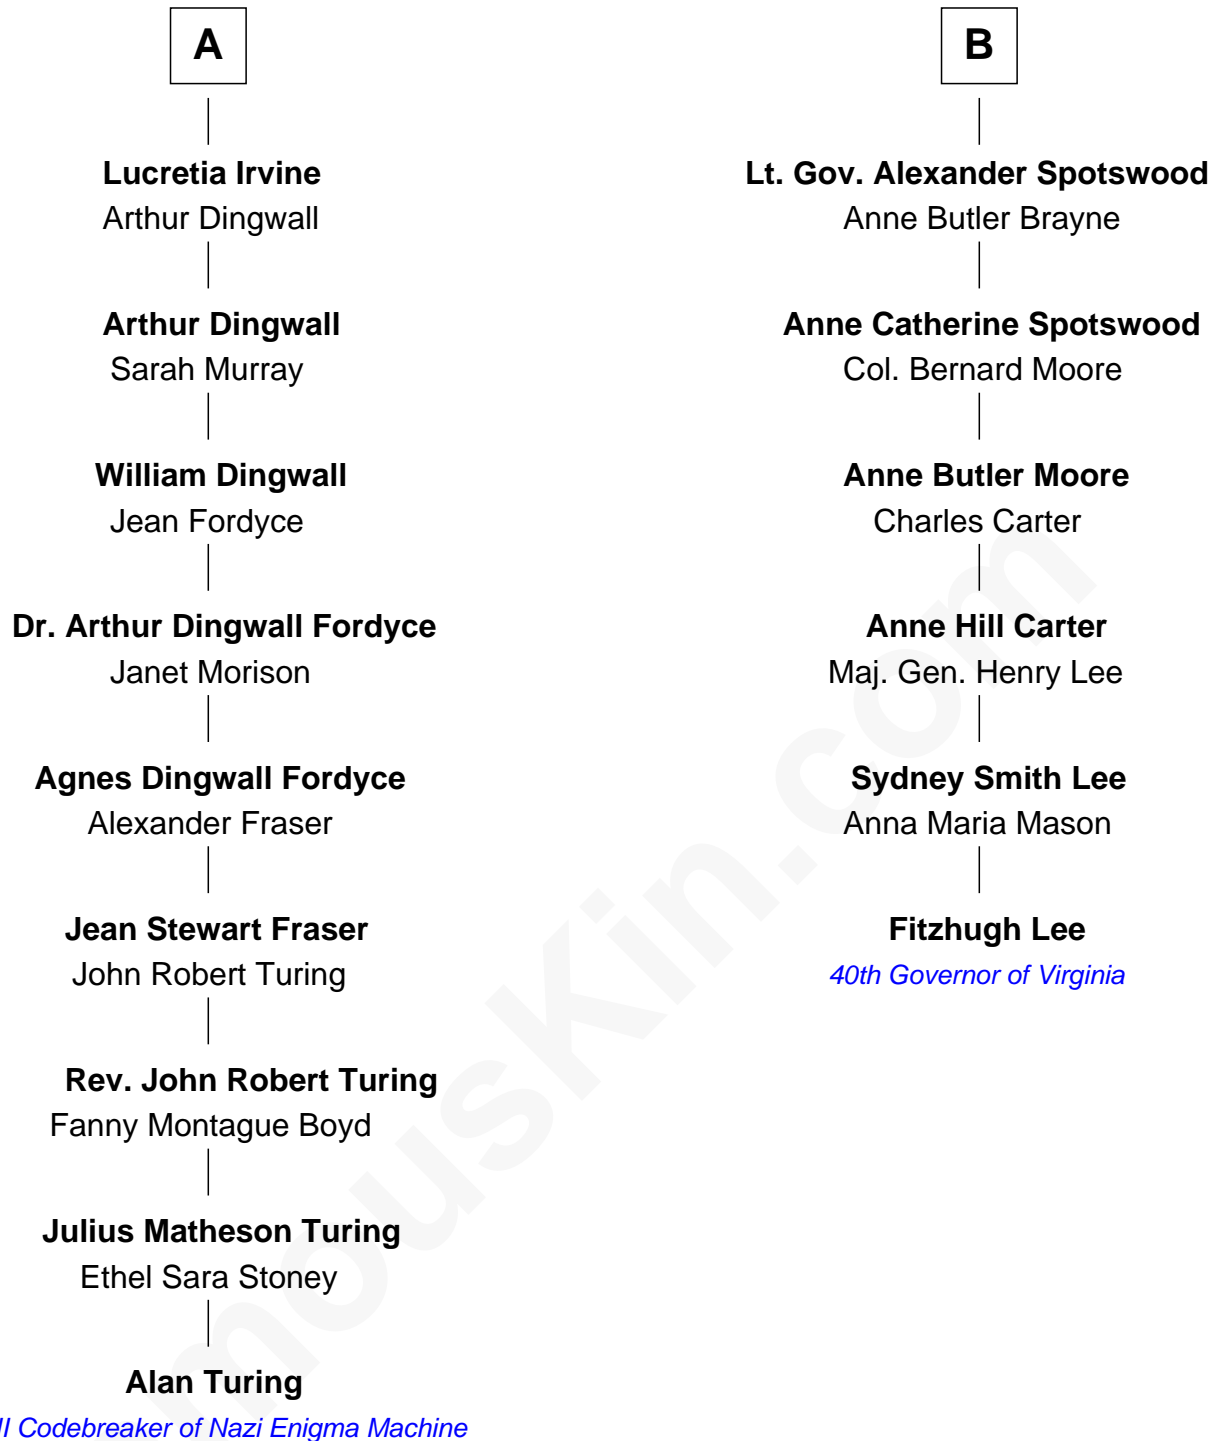 A
Lucretia Irvine
Arthur Dingwall
Arthur Dingwall
Sarah Murray
William Dingwall
Jean Fordyce
Dr. Arthur Dingwall Fordyce
Janet Morison
Agnes Dingwall Fordyce
Alexander Fraser
Jean Stewart Fraser
John Robert Turing
Rev. John Robert Turing
Fanny Montague Boyd
Julius Matheson Turing
Ethel Sara Stoney
Alan Turing
II Codebreaker of Nazi Enigma Machine
B
Lt. Gov. Alexander Spotswood
Anne Butler Brayne
Anne Catherine Spotswood
Col. Bernard Moore
Anne Butler Moore
Charles Carter
Anne Hill Carter
Maj. Gen. Henry Lee
Sydney Smith Lee
Anna Maria Mason
Fitzhugh Lee
40th Governor of Virginia
mouskin.com